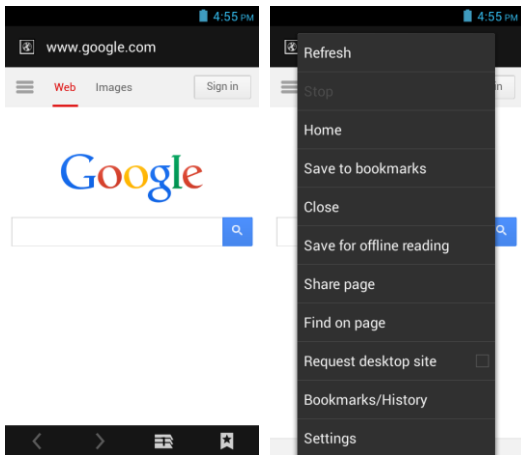 4:55 PM
www.google.com
Web Images Sign in
Google
4:55 PM
Refresh
Stop
in
Home
Save to bookmarks
Close
Save for offline reading
Share page
Find on page
Request desktop site
Bookmarks/History
Settings